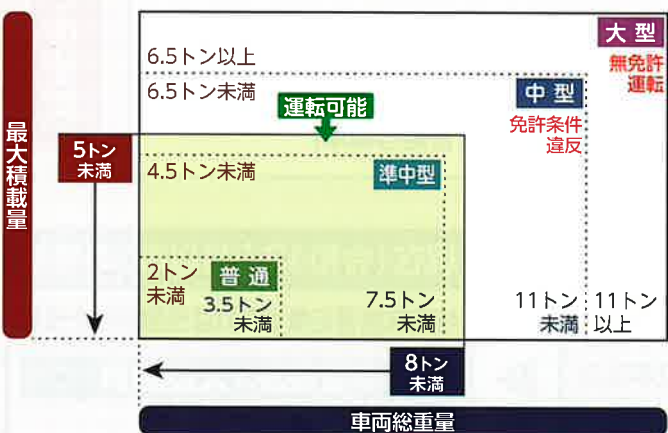 大型
無免許
運転
6.5トン以上
6.5トン未満
中型
免許条件
違反
運転可能
最大積載量
5トン
未満
4.5トン未満
準中型
2トン
未満
普通
3.5トン
未満
7.5トン
未満
11トン
未満
11トン
以上
8トン
未満
車両総重量